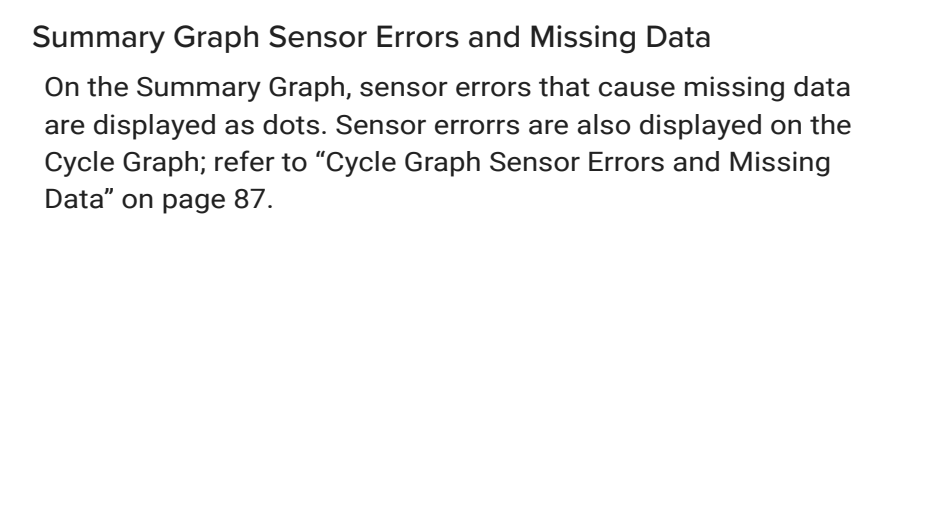 Summary Graph Sensor Errors and Missing Data
On the Summary Graph, sensor errors that cause missing data
are displayed as dots. Sensor errorrs are also displayed on the
Cycle Graph; refer to “Cycle Graph Sensor Errors and Missing
Data” on page 87.